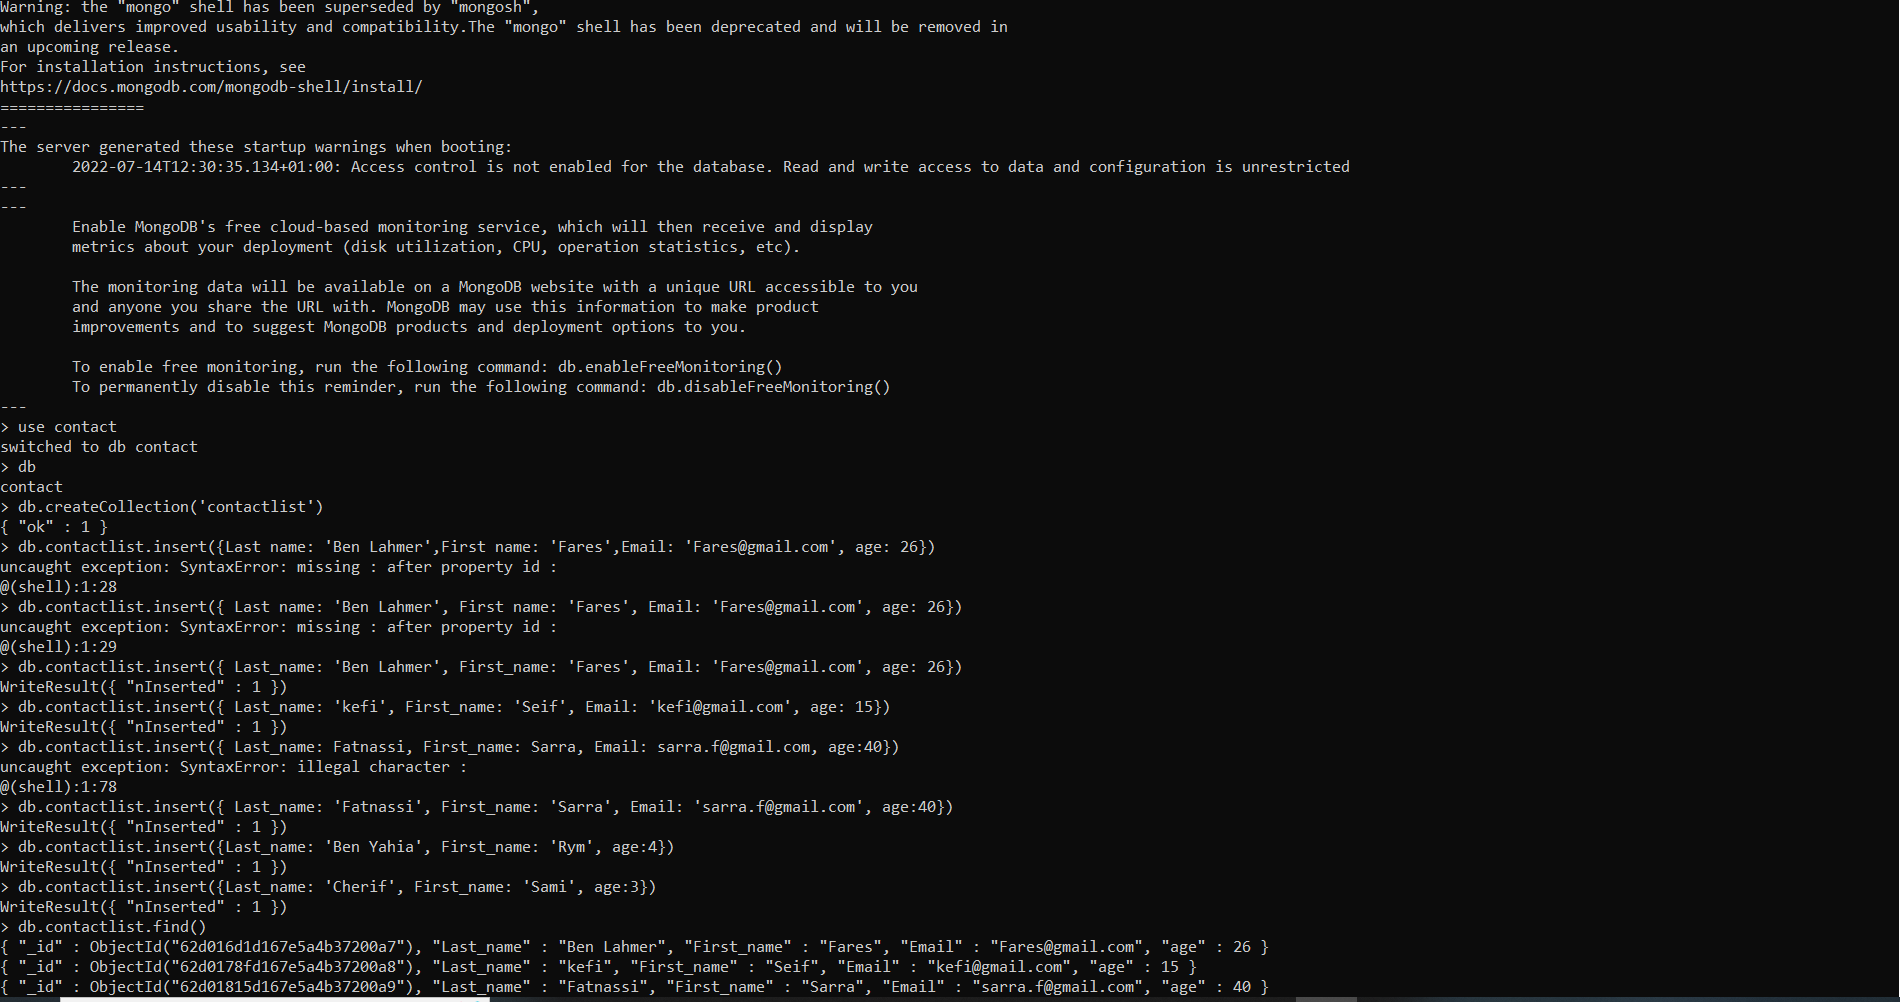 Warning: the "mongo" shell has been superseded by "mongosh",
which delivers improved usability and compatibility.The "mongo" shell has been deprecated and will be removed in
an upcoming release.
For installation instructions, see
https://docs.mongodb.com/mongodb-shell/install/
================
---
The server generated these startup warnings when booting:
        2022-07-14T12:30:35.134+01:00: Access control is not enabled for the database. Read and write access to data and configuration is unrestricted
---
---
        Enable MongoDB's free cloud-based monitoring service, which will then receive and display
        metrics about your deployment (disk utilization, CPU, operation statistics, etc).

        The monitoring data will be available on a MongoDB website with a unique URL accessible to you
        and anyone you share the URL with. MongoDB may use this information to make product
        improvements and to suggest MongoDB products and deployment options to you.

        To enable free monitoring, run the following command: db.enableFreeMonitoring()
        To permanently disable this reminder, run the following command: db.disableFreeMonitoring()
---
> use contact
switched to db contact
> db
contact
> db.createCollection('contactlist')
{ "ok" : 1 }
> db.contactlist.insert({Last name: 'Ben Lahmer',First name: 'Fares',Email: 'Fares@gmail.com', age: 26})
uncaught exception: SyntaxError: missing : after property id :
@(shell):1:28
> db.contactlist.insert({ Last name: 'Ben Lahmer', First name: 'Fares', Email: 'Fares@gmail.com', age: 26})
uncaught exception: SyntaxError: missing : after property id :
@(shell):1:29
> db.contactlist.insert({ Last_name: 'Ben Lahmer', First_name: 'Fares', Email: 'Fares@gmail.com', age: 26})
WriteResult({ "nInserted" : 1 })
> db.contactlist.insert({ Last_name: 'kefi', First_name: 'Seif', Email: 'kefi@gmail.com', age: 15})
WriteResult({ "nInserted" : 1 })
> db.contactlist.insert({ Last_name: Fatnassi, First_name: Sarra, Email: sarra.f@gmail.com, age:40})
uncaught exception: SyntaxError: illegal character :
@(shell):1:78
> db.contactlist.insert({ Last_name: 'Fatnassi', First_name: 'Sarra', Email: 'sarra.f@gmail.com', age:40})
WriteResult({ "nInserted" : 1 })
> db.contactlist.insert({Last_name: 'Ben Yahia', First_name: 'Rym', age:4})
WriteResult({ "nInserted" : 1 })
> db.contactlist.insert({Last_name: 'Cherif', First_name: 'Sami', age:3})
WriteResult({ "nInserted" : 1 })
> db.contactlist.find()
{ "_id" : ObjectId("62d016d1d167e5a4b37200a7"), "Last_name" : "Ben Lahmer", "First_name" : "Fares", "Email" : "Fares@gmail.com", "age" : 26 }
{ "_id" : ObjectId("62d0178fd167e5a4b37200a8"), "Last_name" : "kefi", "First_name" : "Seif", "Email" : "kefi@gmail.com", "age" : 15 }
{ "_id" : ObjectId("62d01815d167e5a4b37200a9"), "Last_name" : "Fatnassi", "First_name" : "Sarra", "Email" : "sarra.f@gmail.com", "age" : 40 }